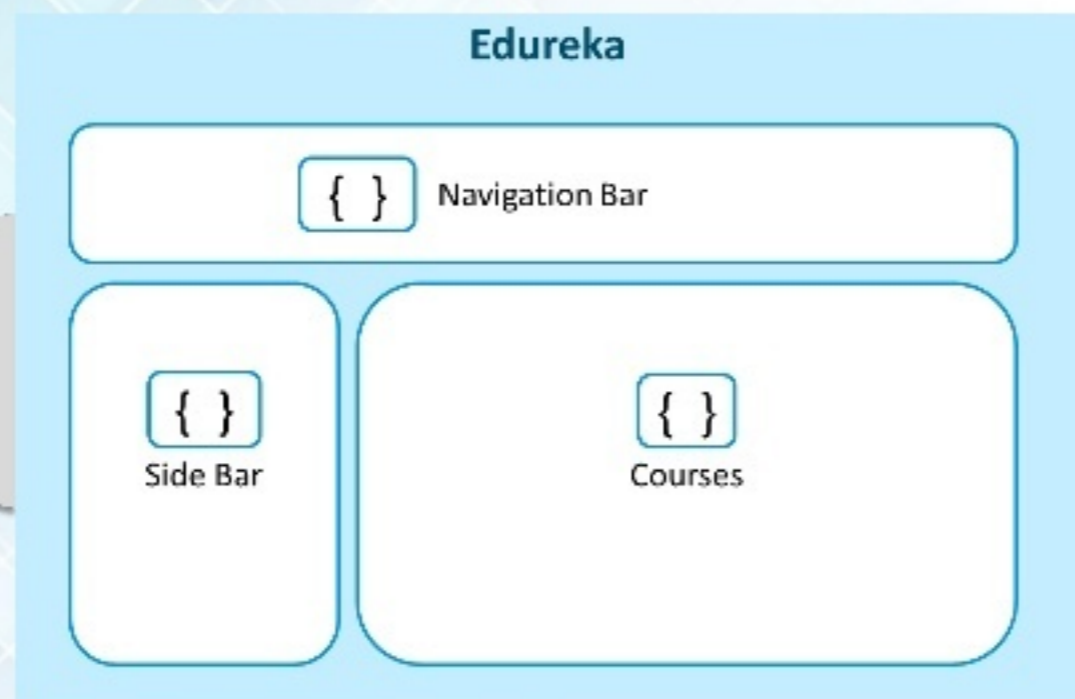 Edureka
{ } Navigation Bar
{ }
Side Bar
{ }
Courses